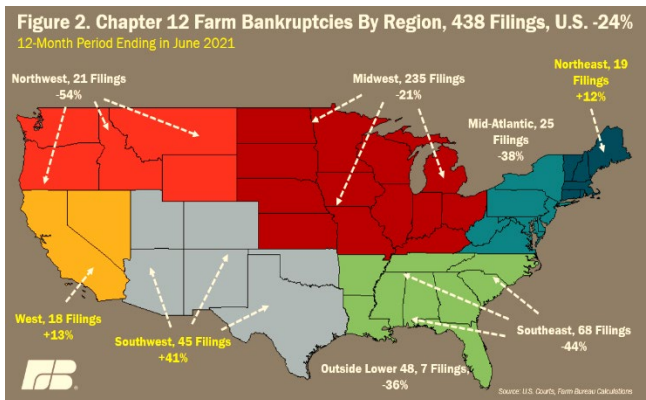 Figure 2. Chapter 12 Farm Bankruptcies By Region, 438 Filings, U.S. -24%
12-Month Period Ending in June 2021
Northwest, 21 Filings
-54%
Midwest, 235 Filings
-21%
Northeast, 19
Filings
+12%
Mid-Atlantic, 25
Filings
-38%
West, 18 Filings
+13%
Southwest, 45 Filings
+41%
Southeast, 68 Filings
-44%
Outside Lower 48, 7 Filings,
-36%
FB
Source: U.S. Courts, Farm Bureau Calculations